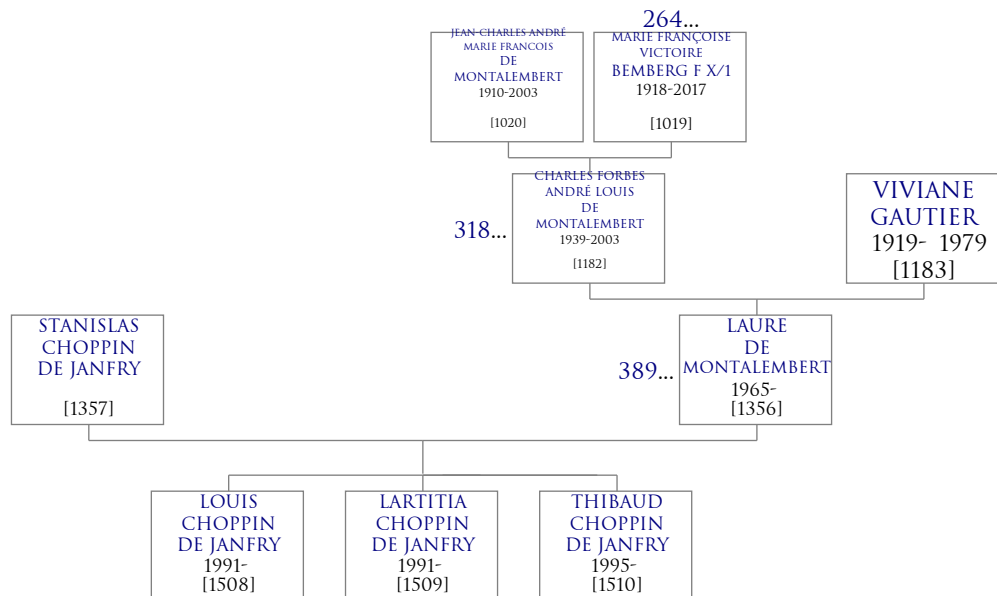 264...
JEAN-CHARLES ANDRÉ
MARIE FRANCOIS
DE
MONTALEMBERT
1910-2003
[1020]
MARIE FRANÇOISE
VICTOIRE
BEMBERG F X/1
1918-2017
[1019]
318...
CHARLES FORBES
ANDRÉ LOUIS
DE
MONTALEMBERT
1939-2003
[1182]
VIVIANE
GAUTIER
1919- 1979
[1183]
STANISLAS
CHOPPIN
DE JANFRY
[1357]
389...
LAURE
DE
MONTALEMBERT
1965-
[1356]
LOUIS
CHOPPIN
DE JANFRY
1991-
[1508]
LARTITIA
CHOPPIN
DE JANFRY
1991-
[1509]
THIBAUD
CHOPPIN
DE JANFRY
1995-
[1510]